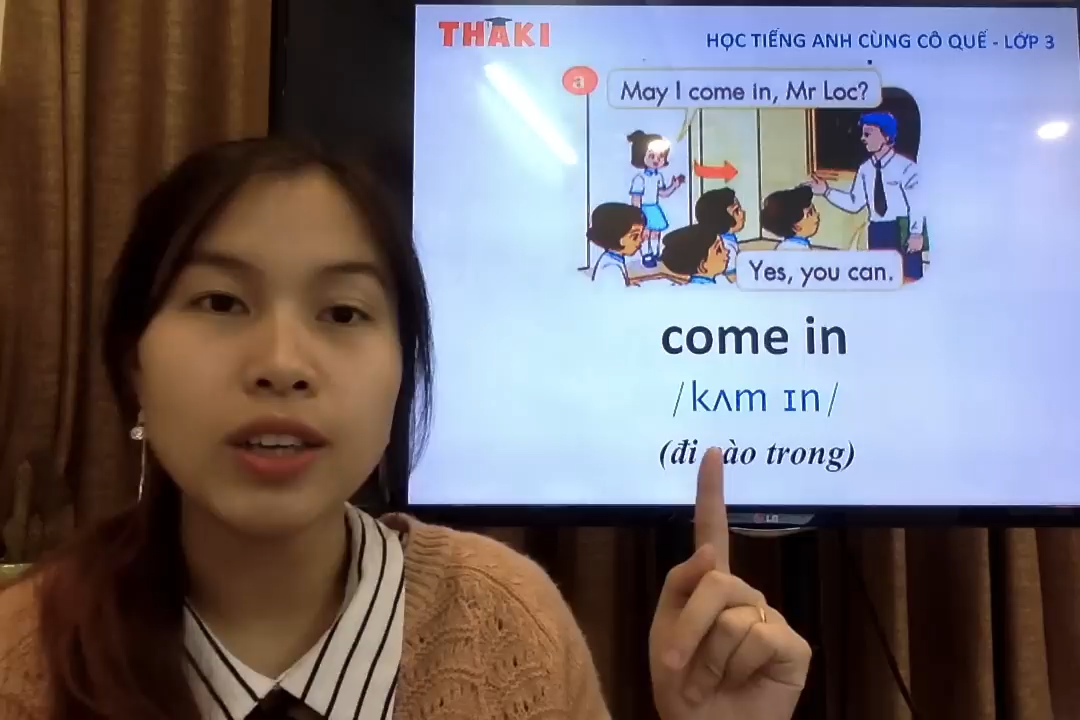 THAKI
HỌC TIẾNG ANH CÙNG CÔ QUẾ - LỚP 3
a
May I come in, Mr Loc?
Yes, you can.
come in
/kʌm ɪn/
(đi vào trong)
LG